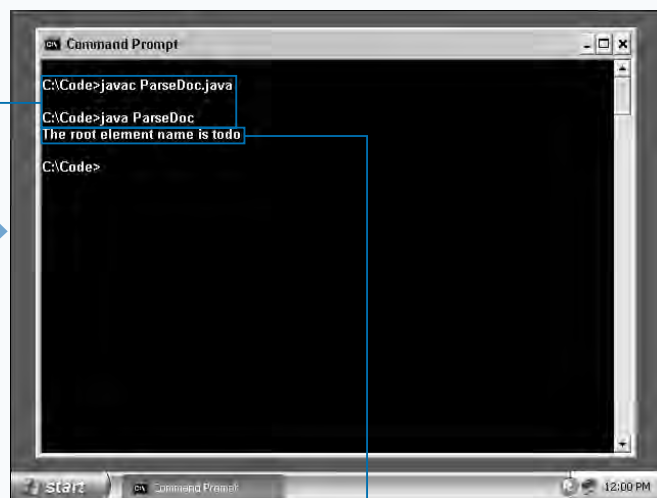 Command Prompt
C:\Code>javac ParseDoc.java
C:\Code>java ParseDoc
The root element name is todo
C:\Code>
start
Command Prompt
12:00 PM